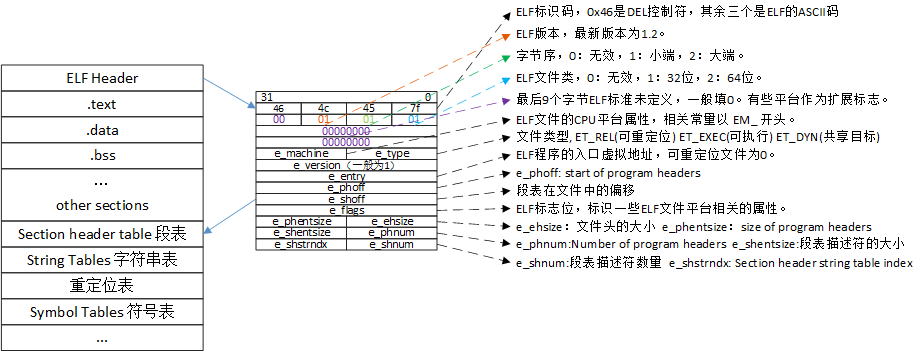 ELF Header
.text
.data
.bss
...
other sections
Section header table 段表
String Tables 字符串表
重定位表
Symbol Tables 符号表
...
31 0
46 4c 45 7f
00 01 01 01
00000000
00000000
e_machine e_type
e_version（一般为1）
e_entry
e_phoff
e_shoff
e_flags
e_phentsize e_ehsize
e_shentsize e_phnum
e_shstrndx e_shnum
ELF标识码，0x46是DEL控制符，其余三个是ELF的ASCII码
ELF版本，最新版本为1.2。
字节序，0：无效，1：小端，2：大端。
ELF文件类，0：无效，1：32位，2：64位。
最后9个字节ELF标准未定义，一般填0。有些平台作为扩展标志。
ELF文件的CPU平台属性，相关常量以 EM_ 开头。
文件类型, ET_REL(可重定位) ET_EXEC(可执行) ET_DYN(共享目标)
ELF程序的入口虚拟地址，可重定位文件为0。
e_phoff: start of program headers
段表在文件中的偏移
ELF标志位，标识一些ELF文件平台相关的属性。
e_ehsize：文件头的大小 e_phentsize：size of program headers
e_phnum:Number of program headers e_shentsize:段表描述符的大小
e_shnum:段表描述符数量 e_shstrndx: Section header string table index